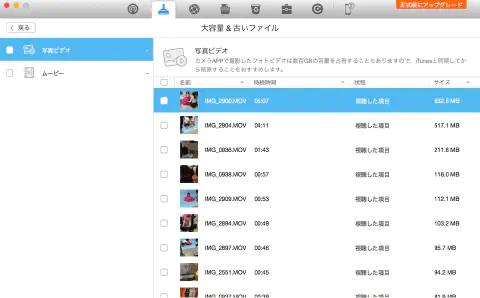 正式版にアップグレード
戻る
大容量 & 古いファイル
写真ビデオ
ムービー
写真ビデオ
カメラAPPで撮影したフォトビデオは数百GBの容量を占有することもありますので、iTunesと同期してか
ら削除することをおすすめします。
名前 持続時間 状態 サイズ
IMG_2900.MOV 05:07 視聴した項目 652.8 MB
IMG_2904.MOV 04:11 視聴した項目 517.1 MB
IMG_0936.MOV 01:43 視聴した項目 211.8 MB
IMG_0938.MOV 00:57 視聴した項目 118.0 MB
IMG_2909.MOV 00:53 視聴した項目 112.1 MB
IMG_2894.MOV 00:49 視聴した項目 103.2 MB
IMG_2897.MOV 00:46 視聴した項目 95.7 MB
IMG_2551.MOV 00:45 視聴した項目 94.2 MB
IMG_0937.MOV 00:38 視聴した項目 81.9 MB